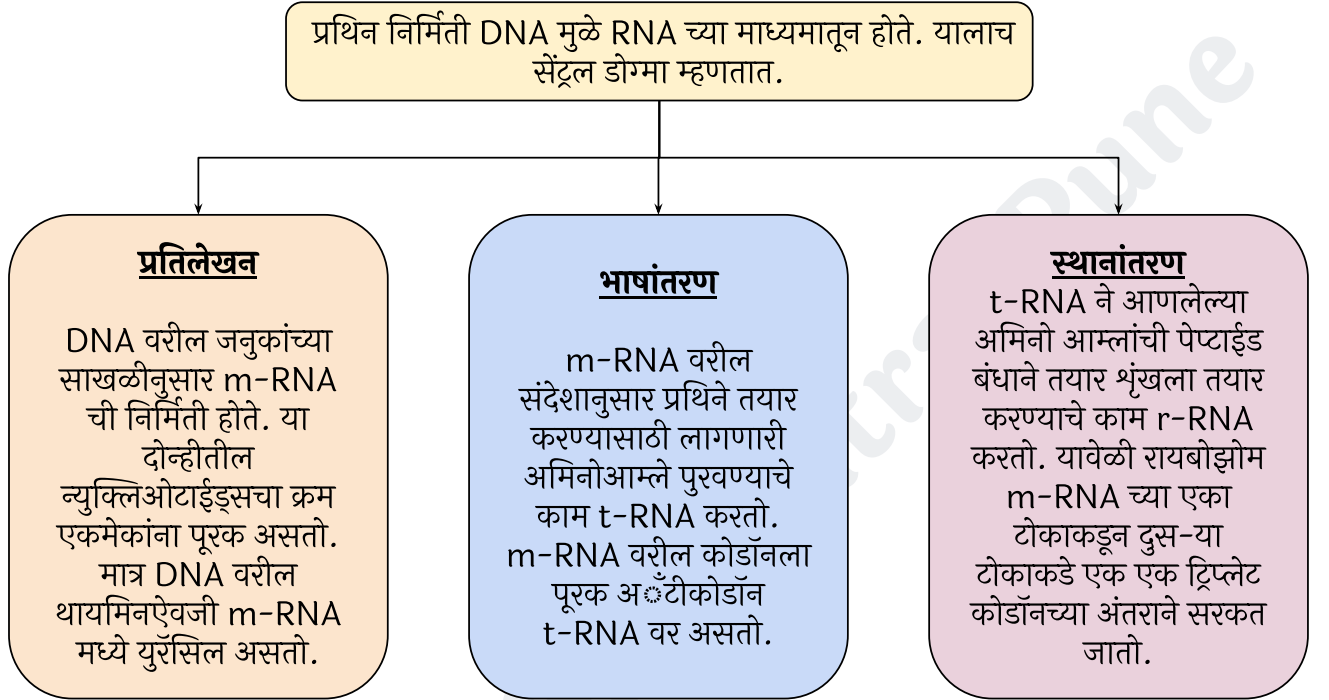 प्रथिन निर्मिती DNA मुळे RNA च्या माध्यमातून होते. यालाच
सेंट्रल डोग्मा म्हणतात.
प्रतिलेखन
DNA वरील जनुकांच्या
साखळीनुसार m-RNA
ची निर्मिती होते. या
दोन्हीतील
न्युक्लिओटाईड्सचा क्रम
एकमेकांना पूरक असतो.
मात्र DNA वरील
थायमिनऐवजी m-RNA
मध्ये युरॅसिल असतो.
भाषांतरण
m-RNA वरील
संदेशानुसार प्रथिने तयार
करण्यासाठी लागणारी
अमिनोआम्ले पुरवण्याचे
काम t-RNA करतो.
m-RNA वरील कोडॉनला
पूरक अँटीकोडॉन
t-RNA वर असतो.
स्थानांतरण
t-RNA ने आणलेल्या
अमिनो आम्लांची पेप्टाईड
बंधाने तयार शृंखला तयार
करण्याचे काम r-RNA
करतो. यावेळी रायबोझोम
m-RNA च्या एका
टोकाकडून दुस-या
टोकाकडे एक एक ट्रिप्लेट
कोडॉनच्या अंतराने सरकत
जातो.
Pune